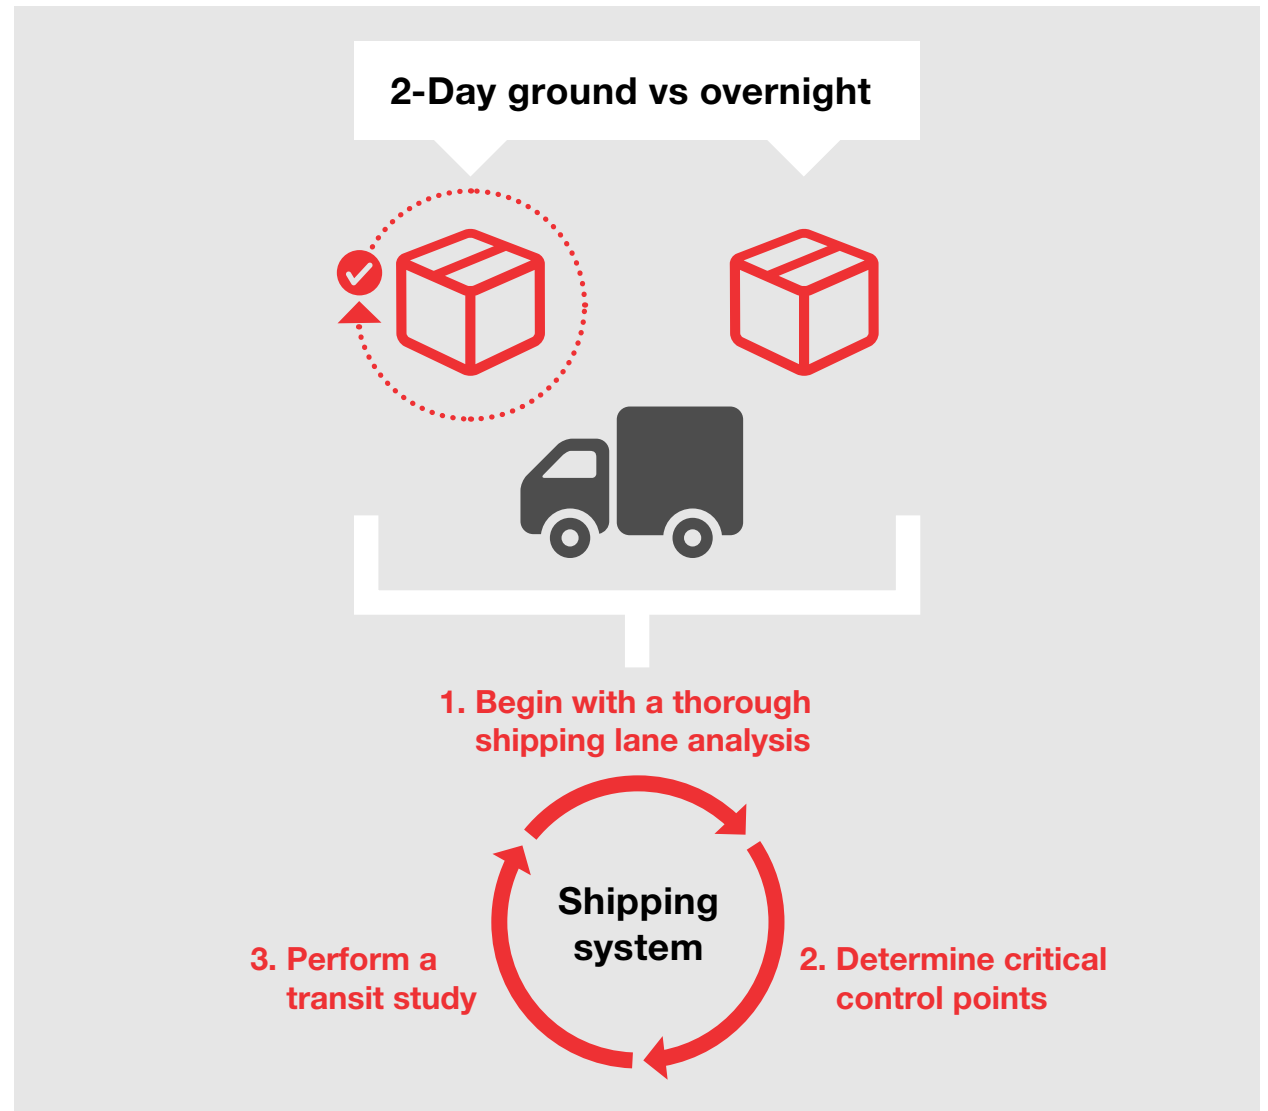 2-Day ground vs overnight
1. Begin with a thorough
shipping lane analysis
Shipping
system
2. Determine critical
control points
3. Perform a
transit study